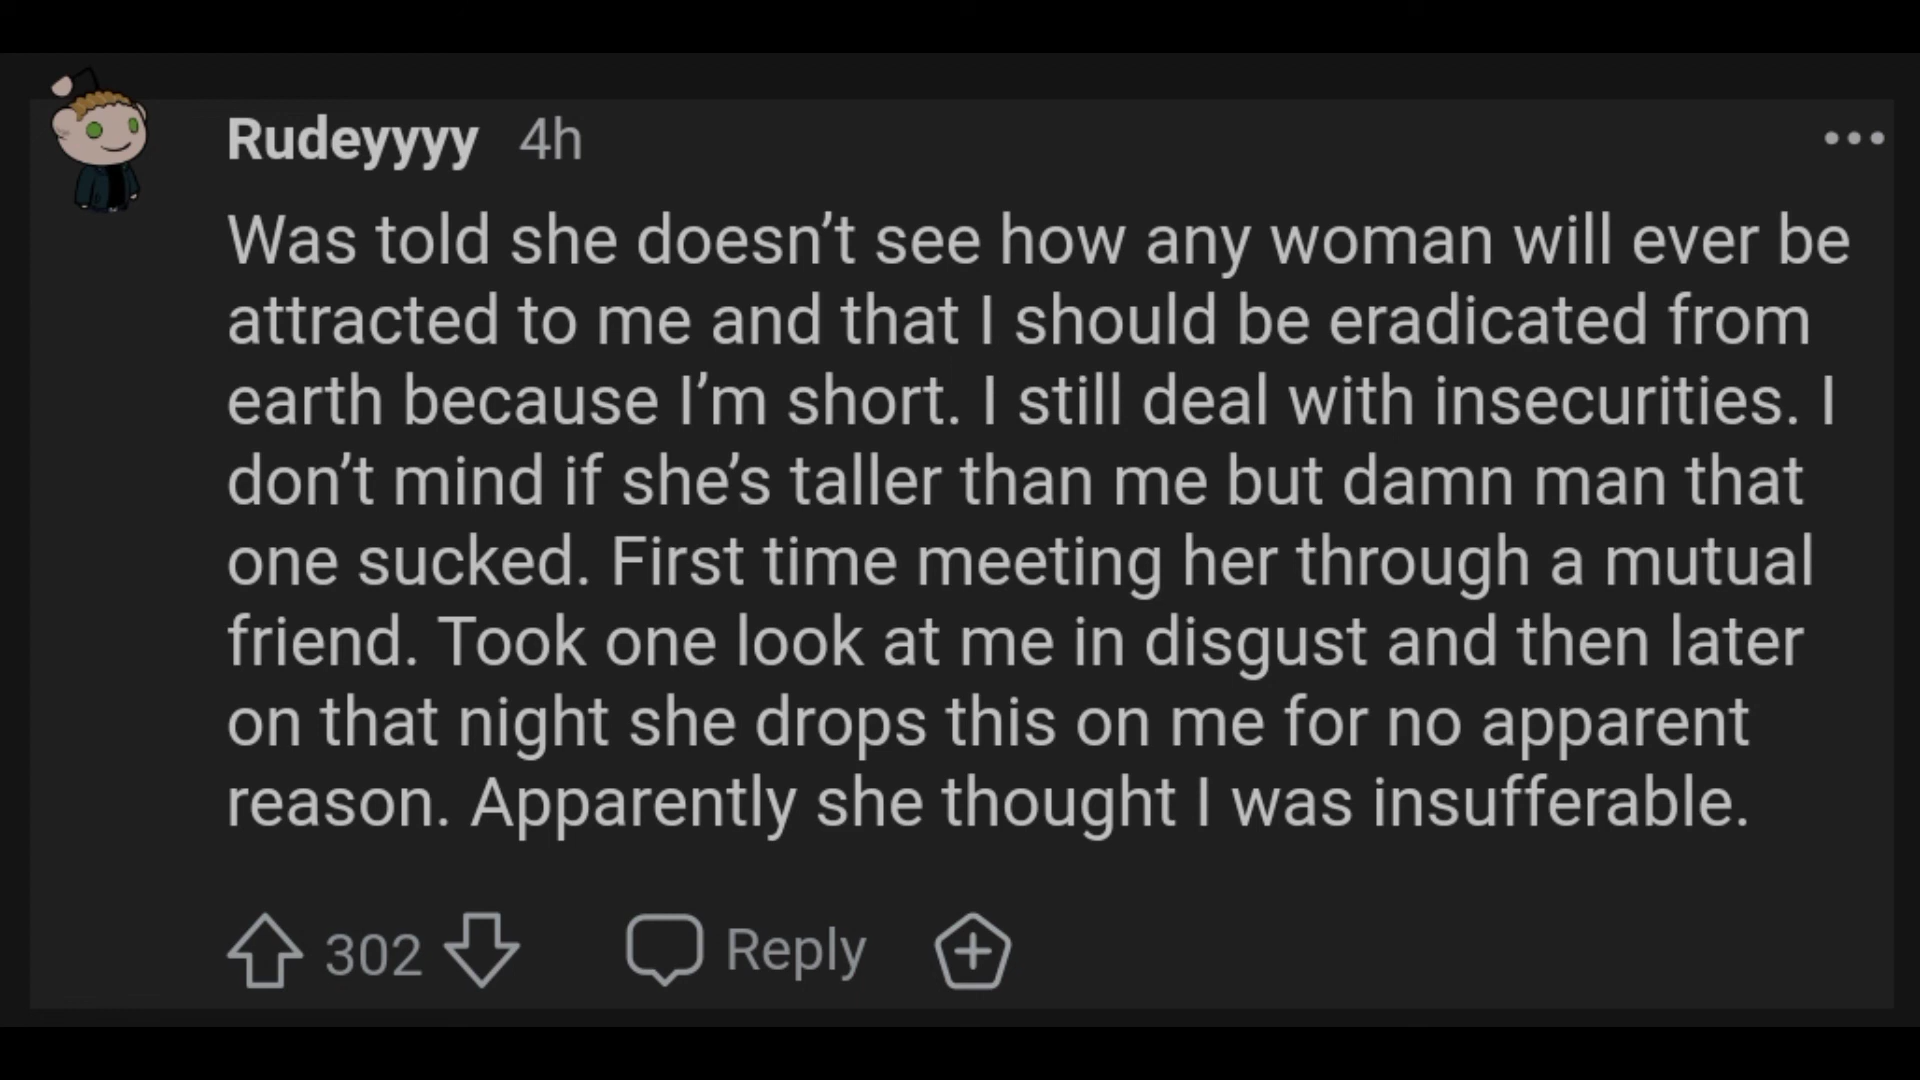 Rudeyyyy 4h
Was told she doesn’t see how any woman will ever be
attracted to me and that I should be eradicated from
earth because I’m short. I still deal with insecurities. I
don’t mind if she’s taller than me but damn man that
one sucked. First time meeting her through a mutual
friend. Took one look at me in disgust and then later
on that night she drops this on me for no apparent
reason. Apparently she thought I was insufferable.
302 Reply